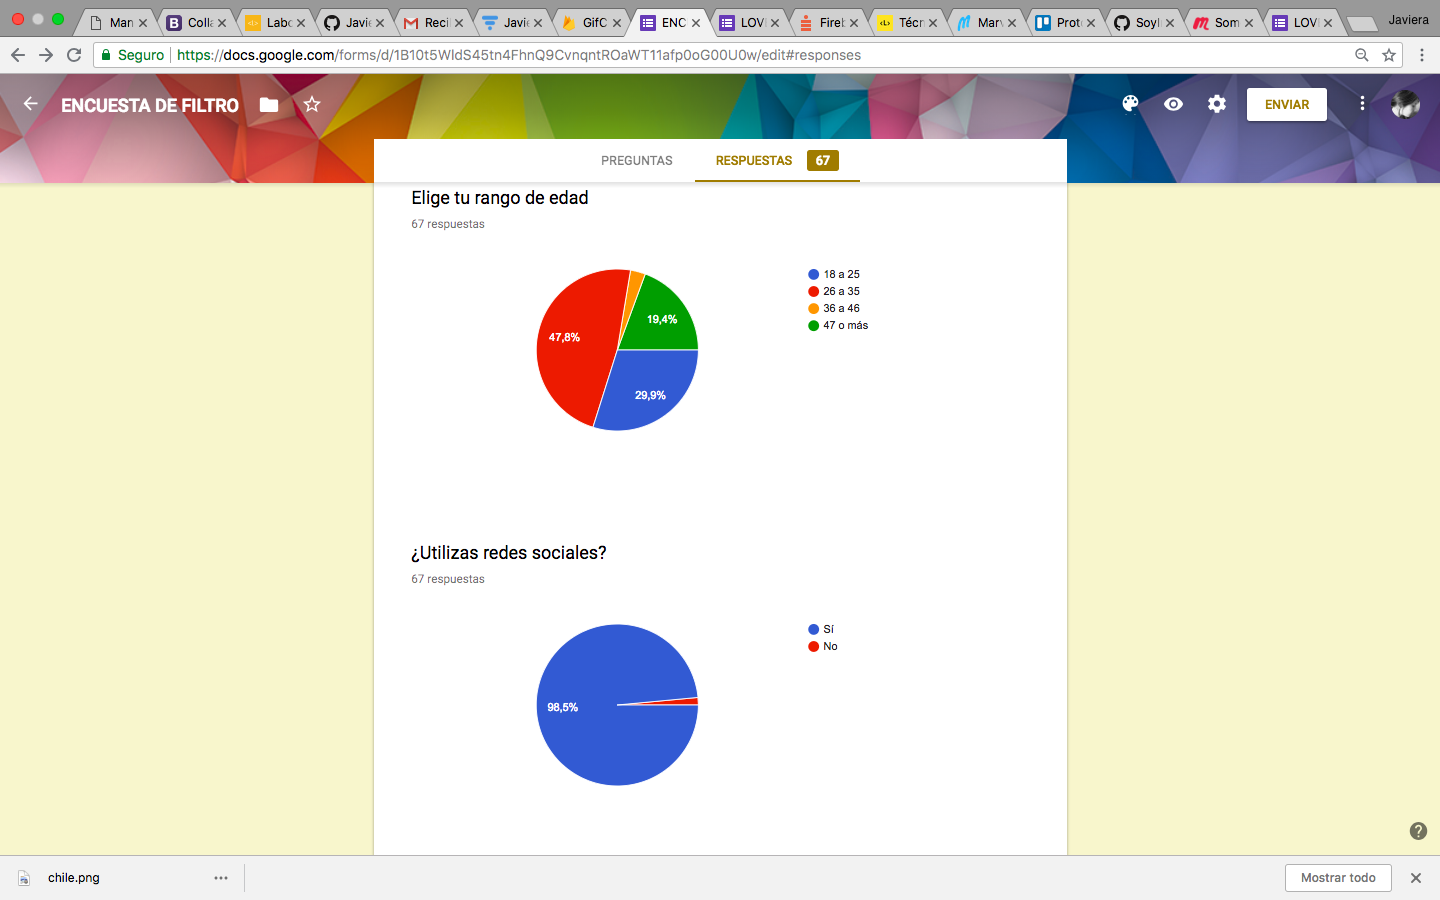 Mar
Colla
Labo
Javie
Reci
Javie
GifC
ENC
LOV
Fireb
Técn
Marv
Prot
Soyl
Som
LOV
Javiera
Seguro
https://docs.google.com/forms/d/1B10t5WldS45tn4FhnQ9CvnqntROaWT11afp0oG00U0w/edit#responses
ENCUESTA DE FILTRO
ENVIAR
PREGUNTAS
RESPUESTAS 67
Elige tu rango de edad
67 respuestas
18 a 25
26 a 35
36 a 46
47 o más
19,4%
47,8%
29,9%
¿Utilizas redes sociales?
67 respuestas
Sí
No
98,5%
chile.png
Mostrar todo